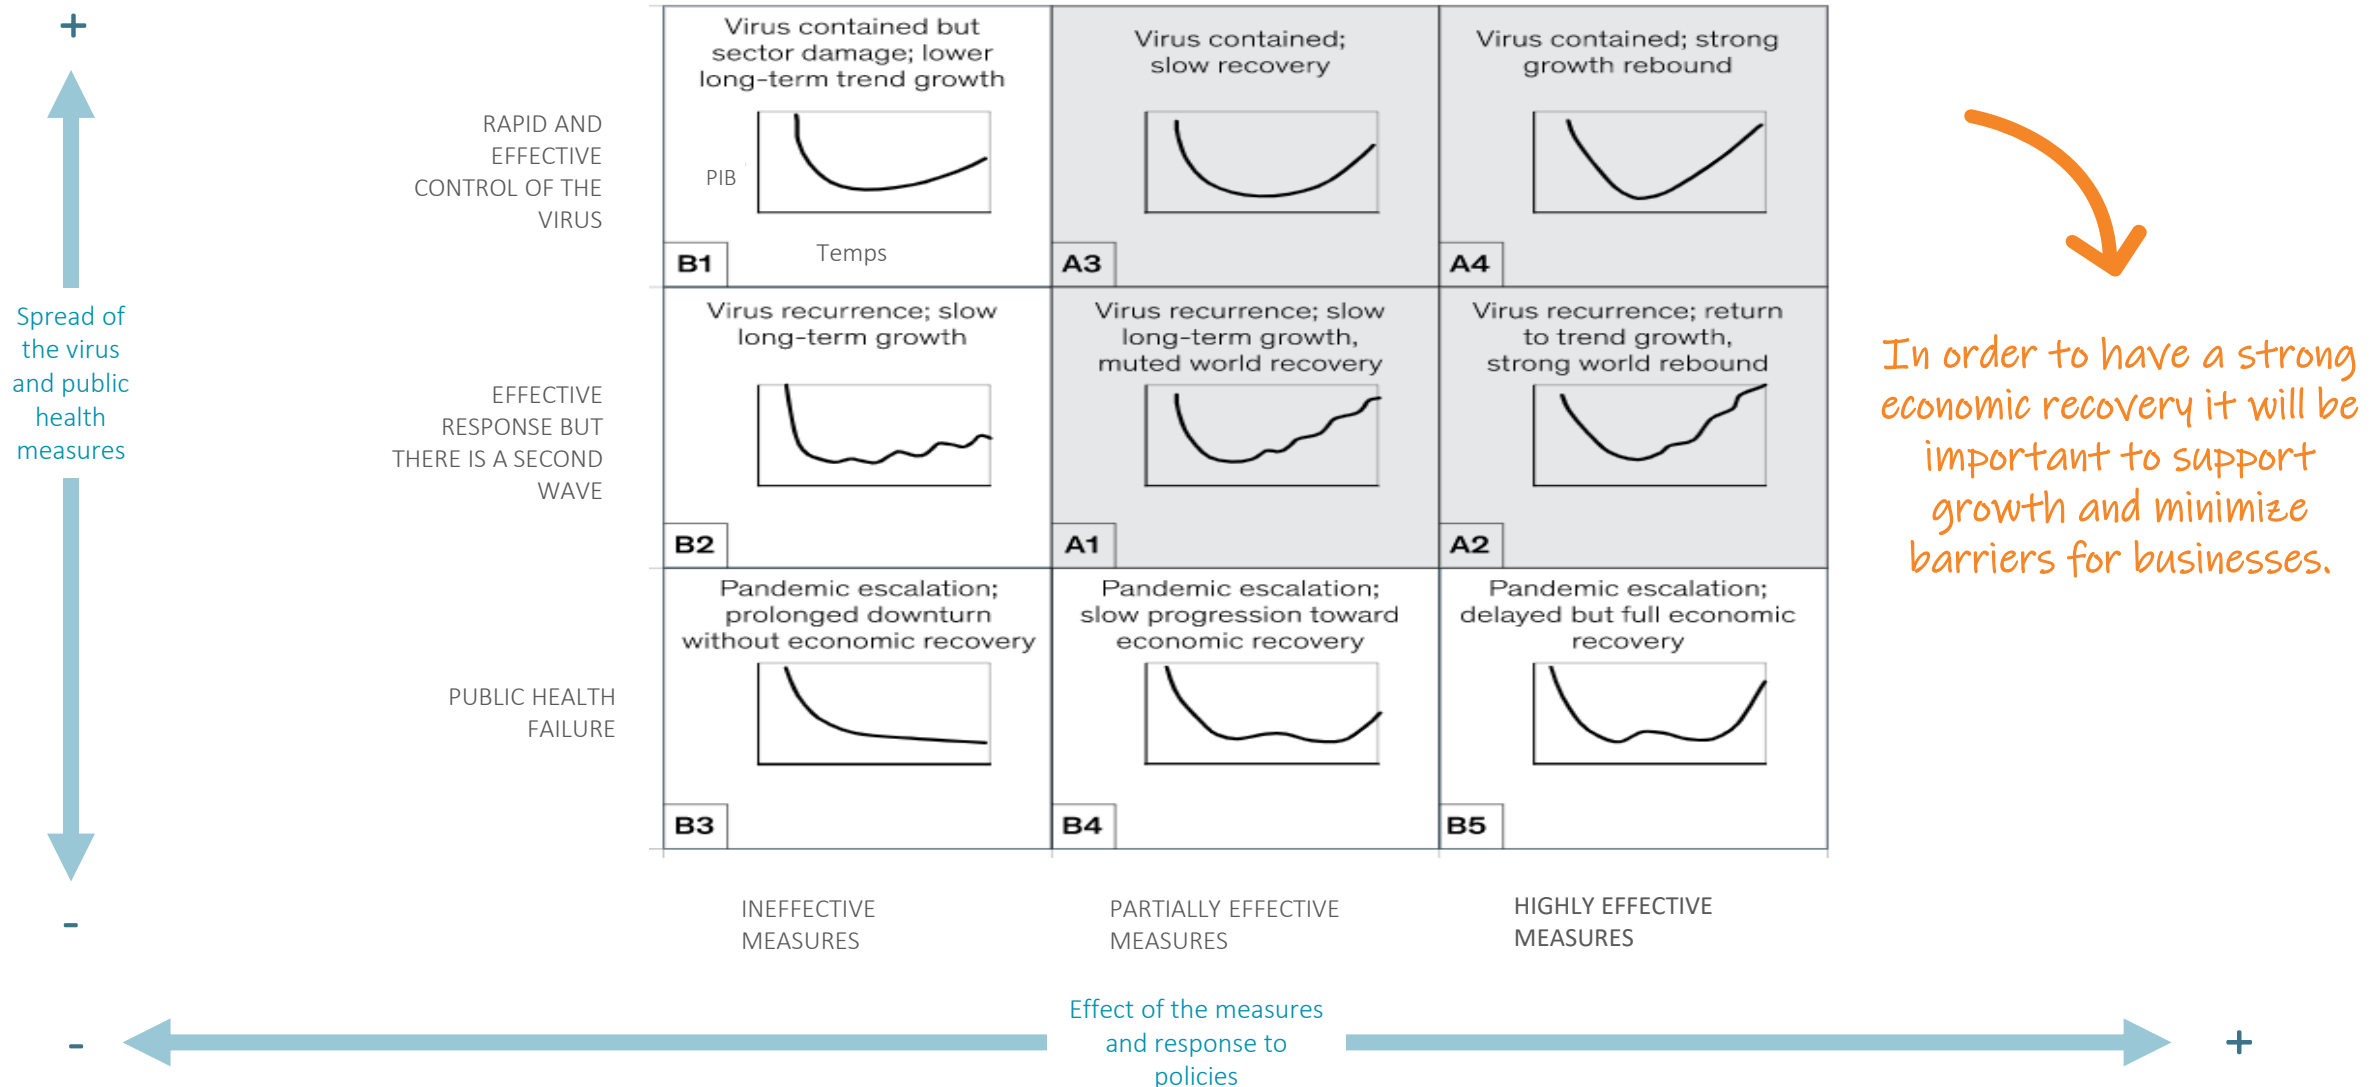 +
Spread of
the virus
and public
health
measures
-
RAPID AND
EFFECTIVE
CONTROL OF THE
VIRUS
EFFECTIVE
RESPONSE BUT
THERE IS A SECOND
WAVE
PUBLIC HEALTH
FAILURE
Virus contained but
sector damage; lower
long-term trend growth
PIB
Temps
B1
Virus contained;
slow recovery
A3
Virus contained; strong
growth rebound
A4
Virus recurrence; slow
long-term growth
B2
Virus recurrence; slow
long-term growth,
muted world recovery
A1
Virus recurrence; return
to trend growth,
strong world rebound
A2
Pandemic escalation;
prolonged downturn
without economic recovery
B3
Pandemic escalation;
slow progression toward
economic recovery
B4
Pandemic escalation;
delayed but full economic
recovery
B5
In order to have a strong
economic recovery it will be
important to support
growth and minimize
barriers for businesses.
INEFFECTIVE
MEASURES
PARTIALLY EFFECTIVE
MEASURES
HIGHLY EFFECTIVE
MEASURES
-
Effect of the measures
and response to
policies
+